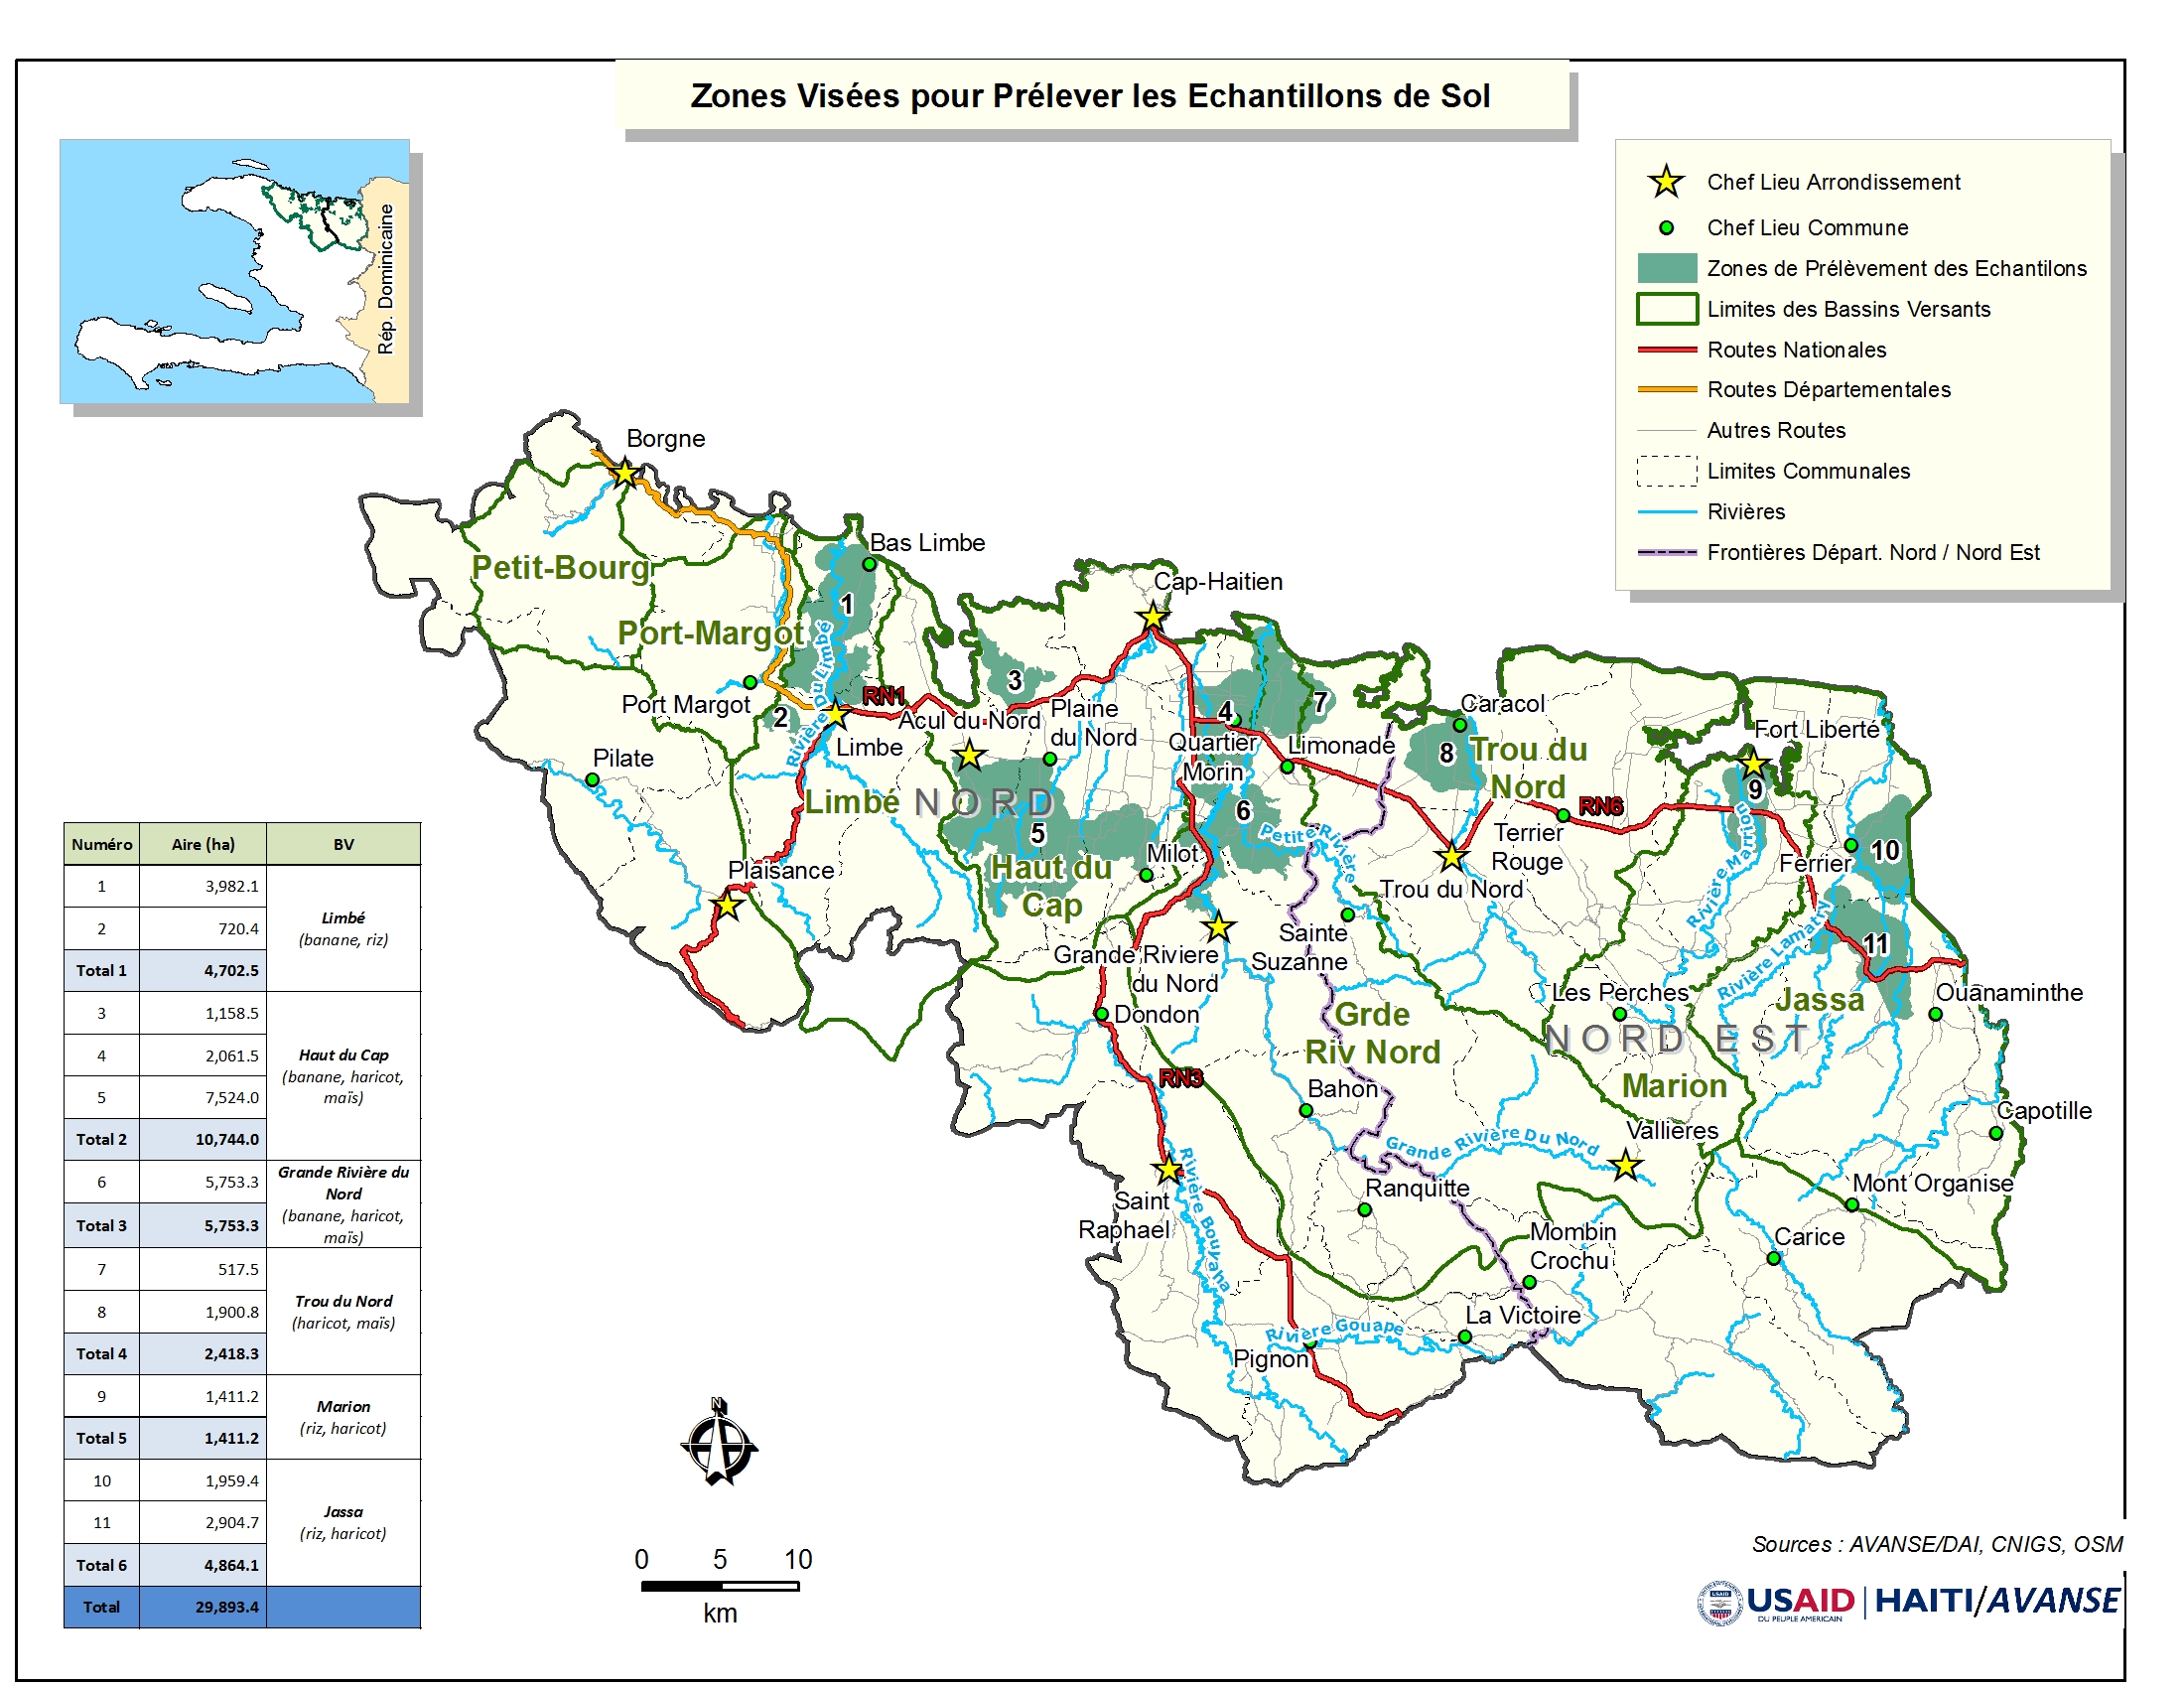 Zones Visées pour Prélever les Echantillons de Sol
Rép. Dominicaine
Chef Lieu Arrondissement
Chef Lieu Commune
Zones de Prélèvement des Echantilons
Limites des Bassins Versants
Routes Nationales
Routes Départementales
Autres Routes
Limites Communales
Rivières
Frontières Départ. Nord / Nord Est
Borgne
Bas Limbe
Petit-Bourg
Cap-Haitien
1
Port-Margot
Rivière Du Limbé
3
RN1
7
Port Margot
2
4
Caracol
Acul du Nord
Plaine
du Nord
Limbe
Quartier
Morin
Limonade
8
Trou du
Nord
Fort Liberté
Pilate
9
Limbé
NORD
RN6
6
5
Petite Rivière
Terrier
Rouge
Rivière Marion
Ferrier
10
Milot
Haut du
Cap
Plaisance
Trou du Nord
Rivière Lamatry
11
Sainte
Suzanne
Grande Riviere
du Nord
Les Perches
Jassa
Ouanaminthe
Dondon
Grde
Riv Nord
NORD EST
RN3
Bahon
Marion
Capotille
Vallières
Grande Rivière Du Nord
Ranquitte
Mont Organise
Saint
Raphael
Rivière Bouyaha
Mombin
Crochu
Carice
La Victoire
Rivière Gouape
Pignon
Numéro Aire (ha) BV
1 3,982.1
Limbé
(banane, riz)
2 720.4
Total 1 4,702.5
3 1,158.5
4 2,061.5
Haut du Cap
(banane, haricot,
maïs)
5 7,524.0
Total 2 10,744.0
6 5,753.3
Grande Rivière du
Nord
(banane, haricot,
maïs)
Total 3 5,753.3
7 517.5
8 1,900.8
Trou du Nord
(haricot, maïs)
Total 4 2,418.3
9 1,411.2
Marion
(riz, haricot)
Total 5 1,411.2
10 1,959.4
11 2,904.7
Jassa
(riz, haricot)
Total 6 4,864.1
Total 29,893.4
N
0 5 10
km
Sources : AVANSE/DAI, CNIGS, OSM
USAID
USAID
DU PEUPLE AMERICAIN
HAITI/AVANSE